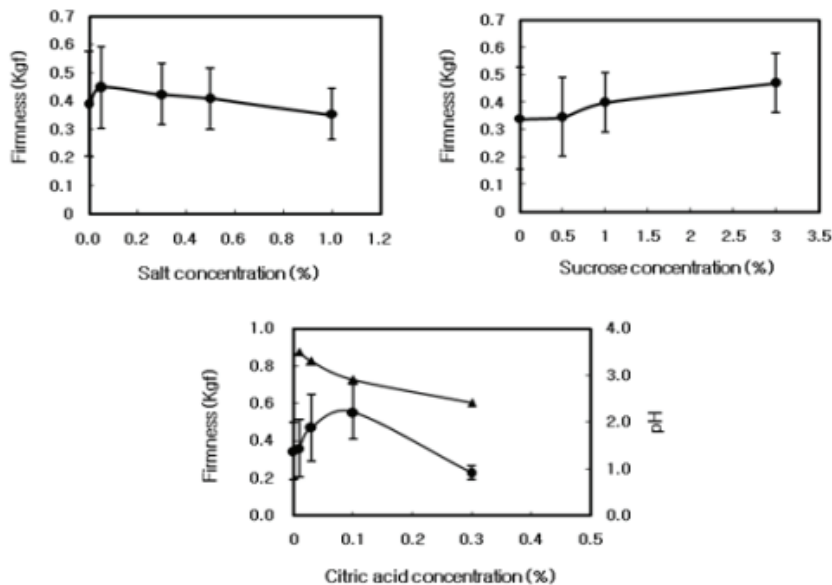 Firmness (Kgf)
0.7
0.6
0.5
0.4
0.3
0.2
0.1
0
0.0 0.2 0.4 0.6 0.8 1.0 1.2
Salt concentration (%)
Firmness (Kgf)
0.7
0.6
0.5
0.4
0.3
0.2
0.1
0
0 0.5 1 1.5 2 2.5 3 3.5
Sucrose concentration (%)
Firmness (Kgf)
1.0
0.8
0.6
0.4
0.2
0.0
4.0
3.0
2.0
1.0
0.0
pH
0 0.1 0.2 0.3 0.5
Citric acid concentration (%)